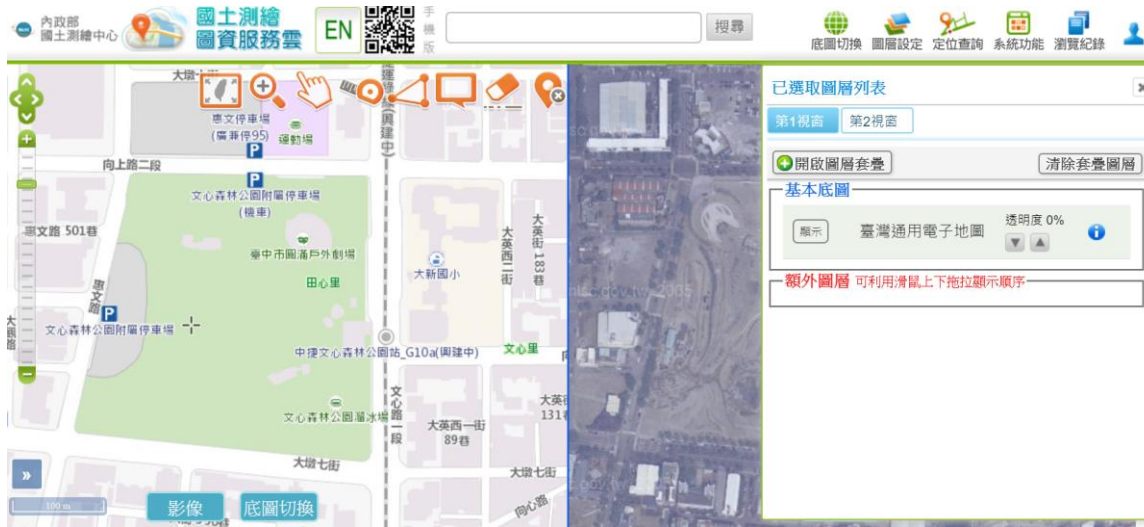 內政部
國土測繪中心
國土測繪
圖資服務雲
EN
手機版
搜尋
底圖切換
圖層設定
定位查詢
系統功能
瀏覽紀錄
惠文停車場
(廣兼停95)
運動場
P
向上路二段
P
文心森林公園附屬停車場
(機車)
惠文路 501巷
臺中市圓滿戶外劇場
田心里
惠文路
P
文心森林公園附屬停車場
大英西二街
大英街 183巷
大新國小
中捷文心森林公園站_G10a(興建中)
文心里
文心路一段
文心森林公園溜冰場
大英西一街
89巷
大墩七街
大墩七街
向心路
100 m
影像
底圖切換
已選取圖層列表
第1視窗
第2視窗
開啟圖層套疊
清除套疊圖層
基本底圖
顯示
臺灣通用電子地圖
透明度 0%
額外圖層 可利用滑鼠上下拖拉顯示順序